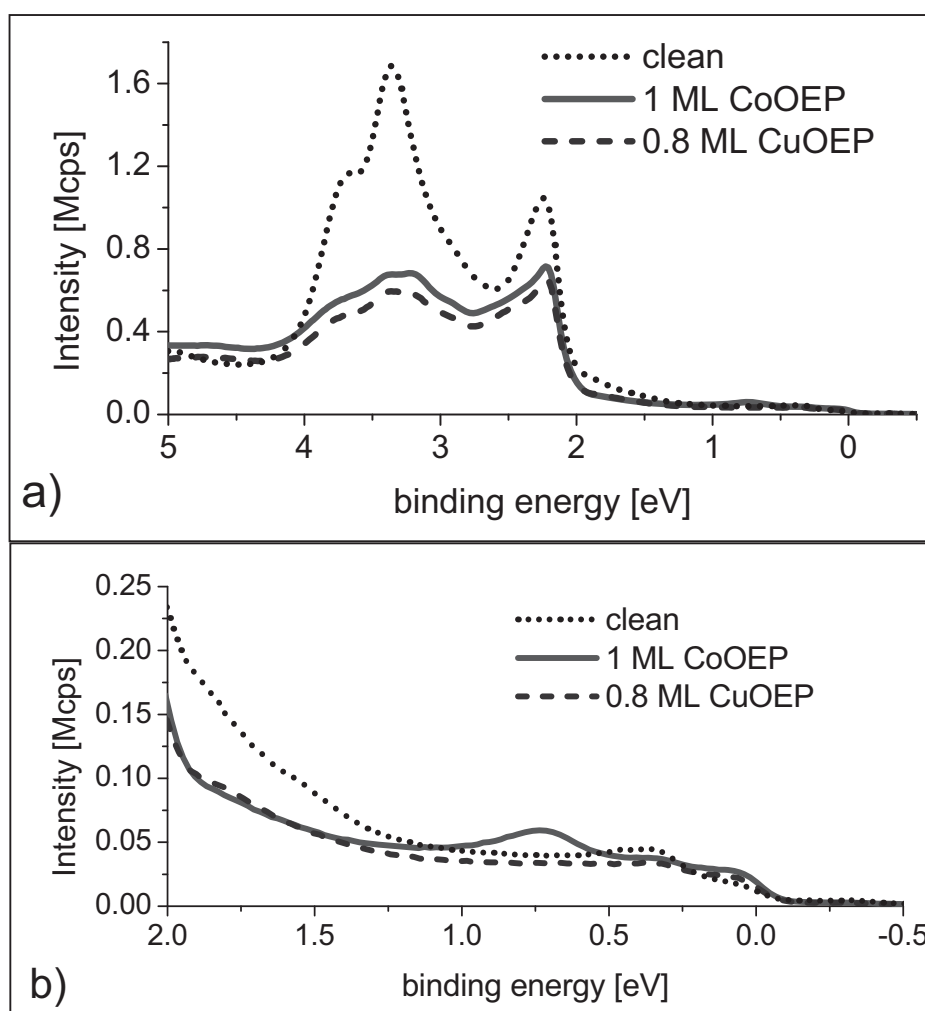 clean
1 ML CoOEP
0.8 ML CuOEP
1.6
1.2
0.8
0.4
0.0
Intensity [Mcps]
5 4 3 2 1 0
binding energy [eV]
a)
clean
1 ML CoOEP
0.8 ML CuOEP
0.25
0.20
0.15
0.10
0.05
0.00
Intensity [Mcps]
2.0 1.5 1.0 0.5 0.0 -0.5
binding energy [eV]
b)